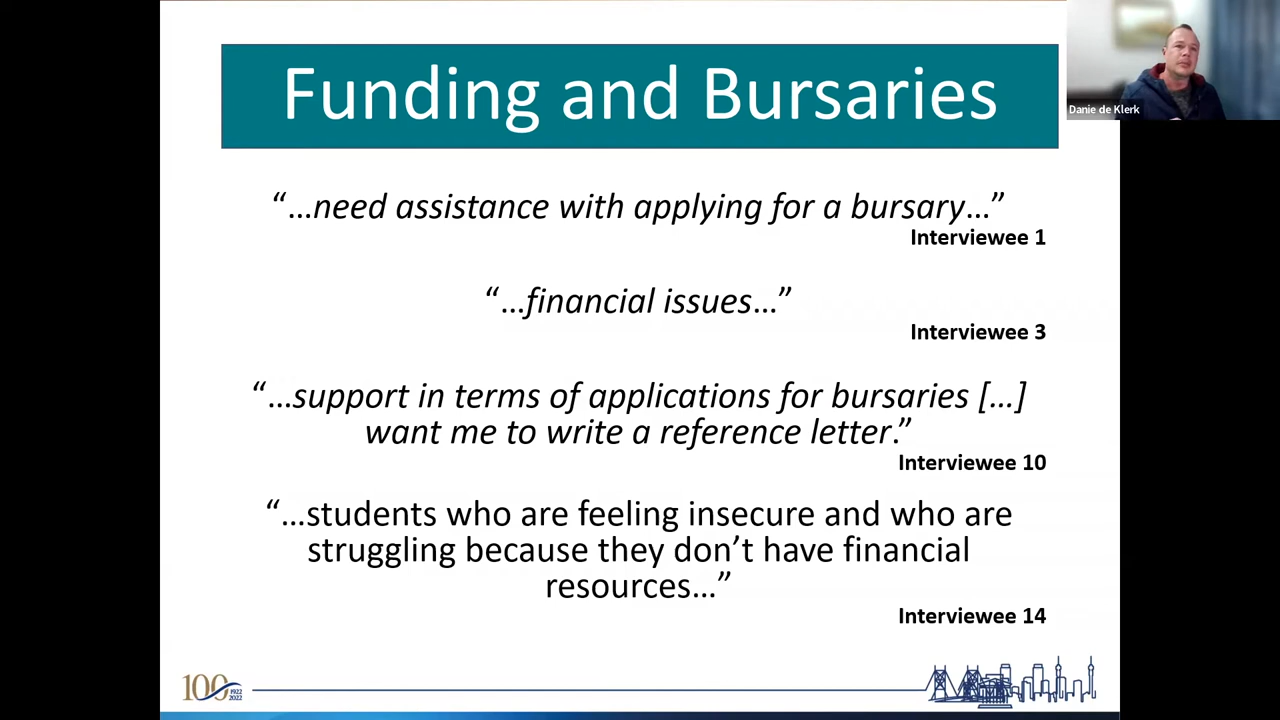 Funding and Bursaries
Danie de Klerk
“…need assistance with applying for a bursary…”
Interviewee 1
“…financial issues…”
Interviewee 3
“…support in terms of applications for bursaries […]
want me to write a reference letter.”
Interviewee 10
“…students who are feeling insecure and who are
struggling because they don’t have financial
resources…”
Interviewee 14
100
1922
2022